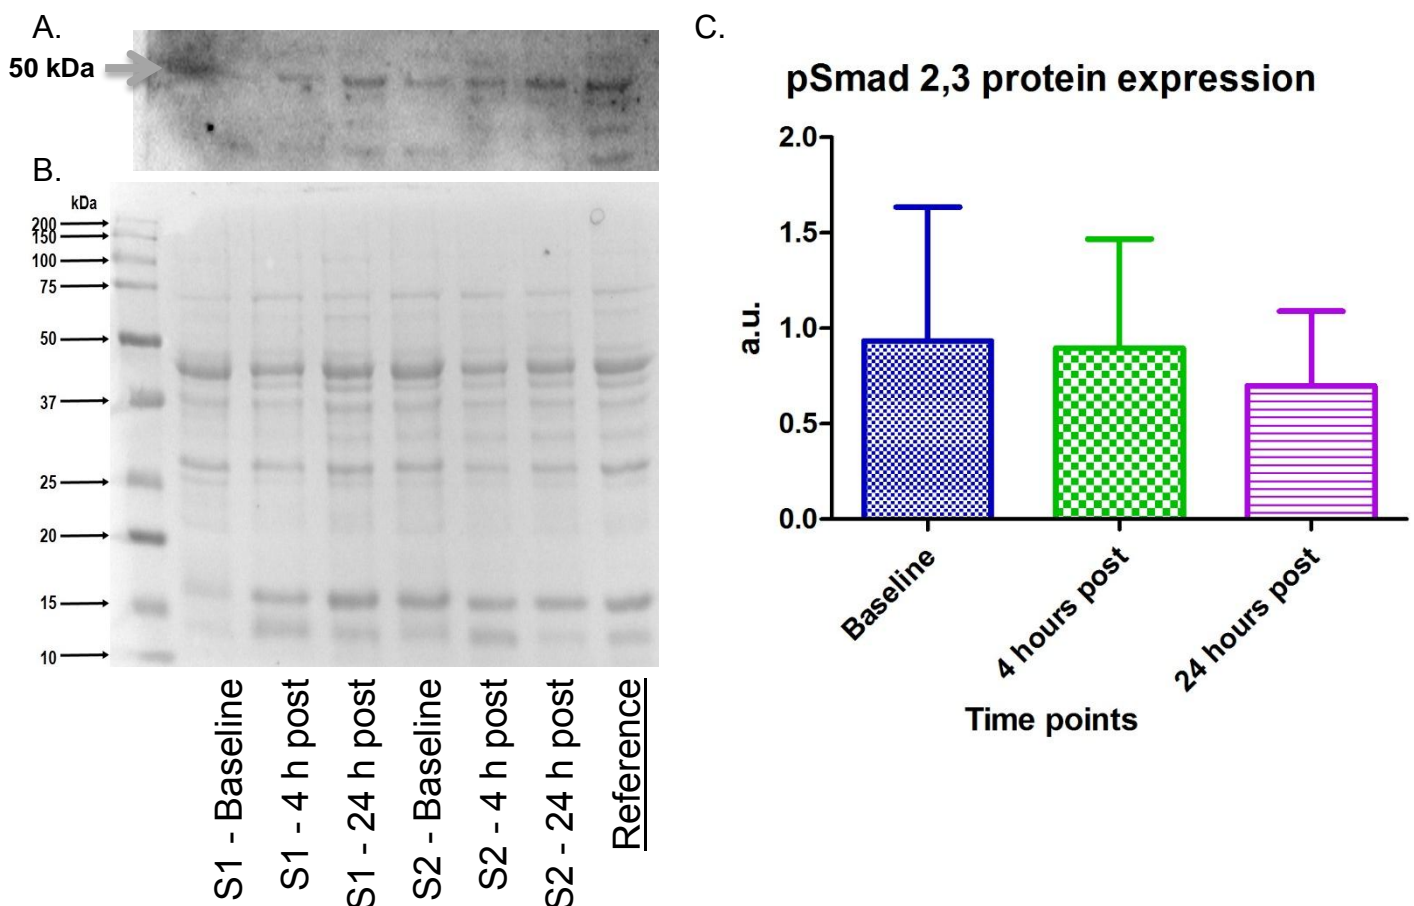 A.
50 kDa
B.
kDa
200
150
100
75
50
37
25
20
15
10
S1 - Baseline
S1 - 4 h post
S1 - 24 h post
S2 - Baseline
S2 - 4 h post
S2 - 24 h post
Reference
C.
pSmad 2,3 protein expression
2.0
1.5
1.0
0.5
0.0
a.u.
Baseline
4 hours post
24 hours post
Time points